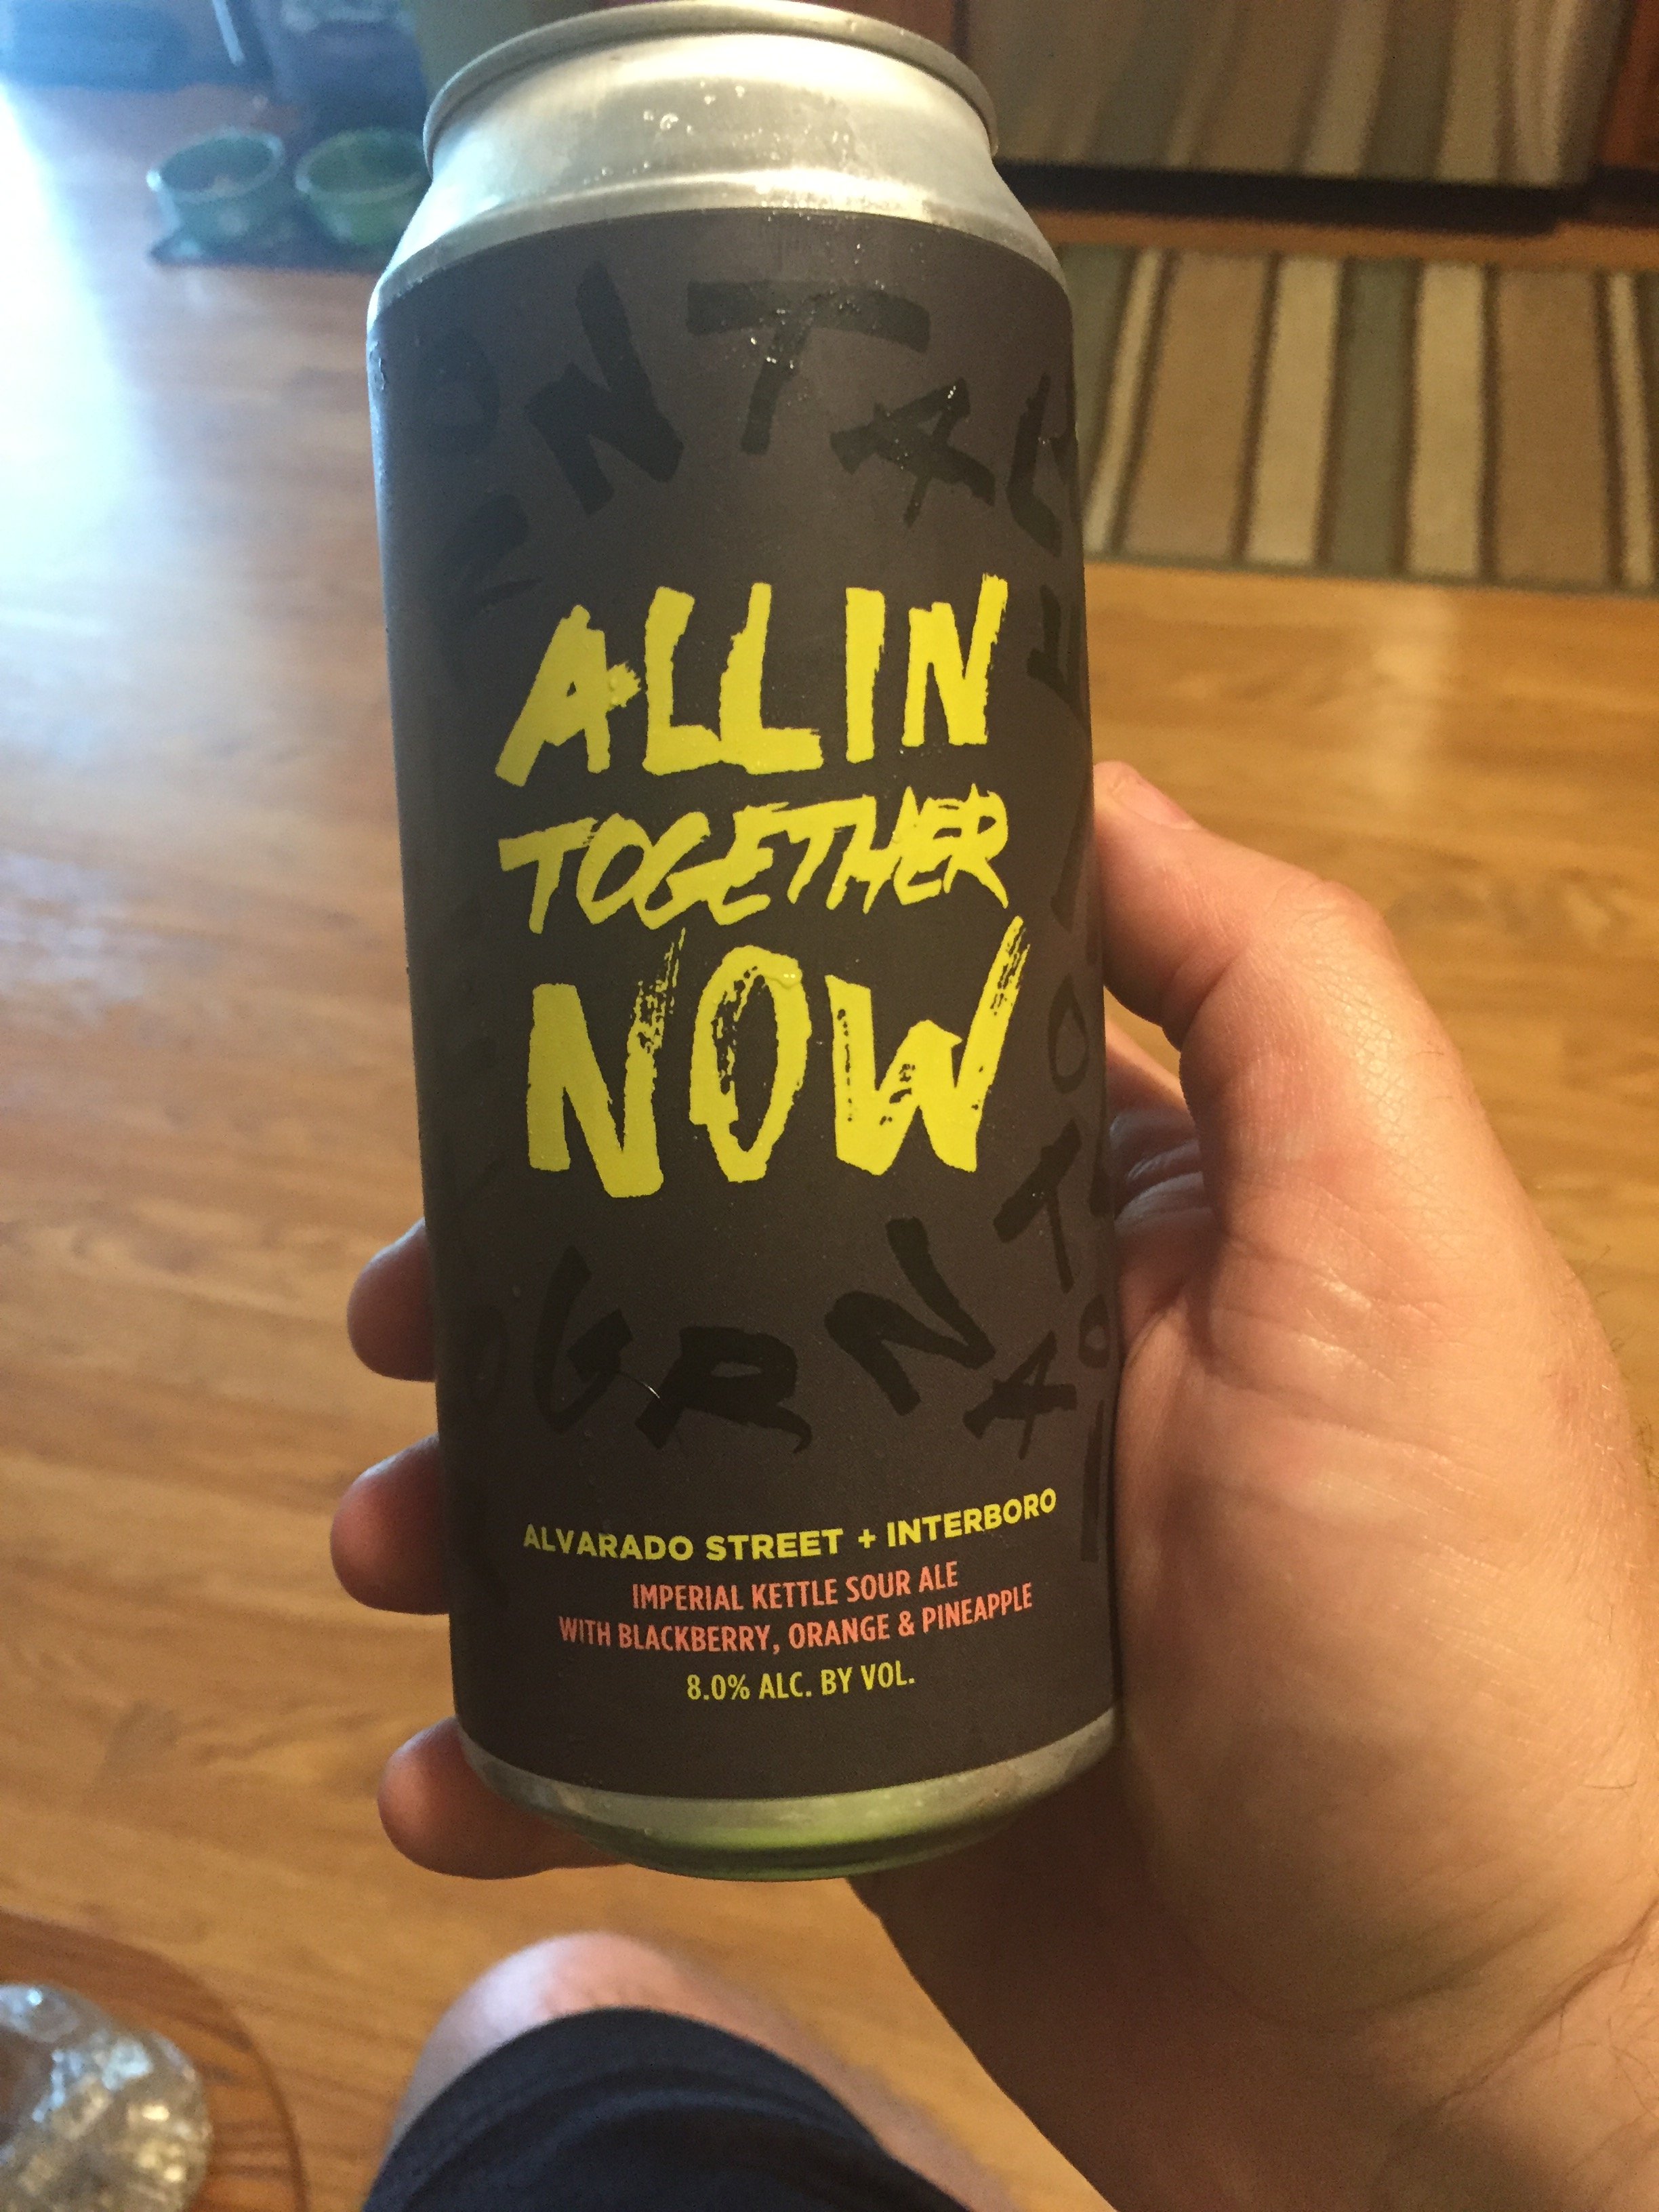 ALL IN
TOGETHER
NOW
ALVARADO STREET + INTERBORO
IMPERIAL KETTLE SOUR ALE
WITH BLACKBERRY, ORANGE & PINEAPPLE
8.0% ALC. BY VOL.